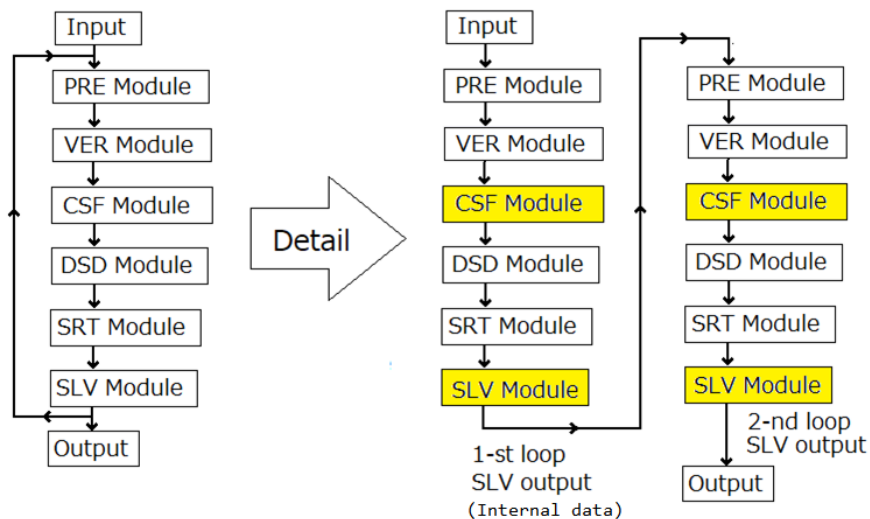 Input
PRE Module
VER Module
CSF Module
DSD Module
SRT Module
SLV Module
Output
Detail
Input
PRE Module
VER Module
CSF Module
DSD Module
SRT Module
SLV Module
1-st loop
SLV output
(Internal data)
PRE Module
VER Module
CSF Module
DSD Module
SRT Module
SLV Module
2-nd loop
SLV output
Output